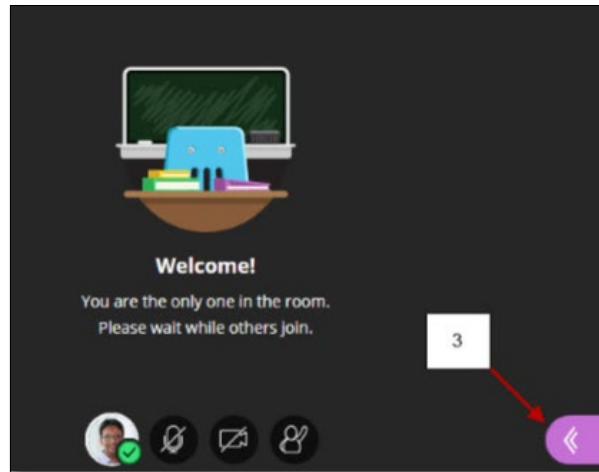 Welcome!
You are the only one in the room.
Please wait while others join.
3